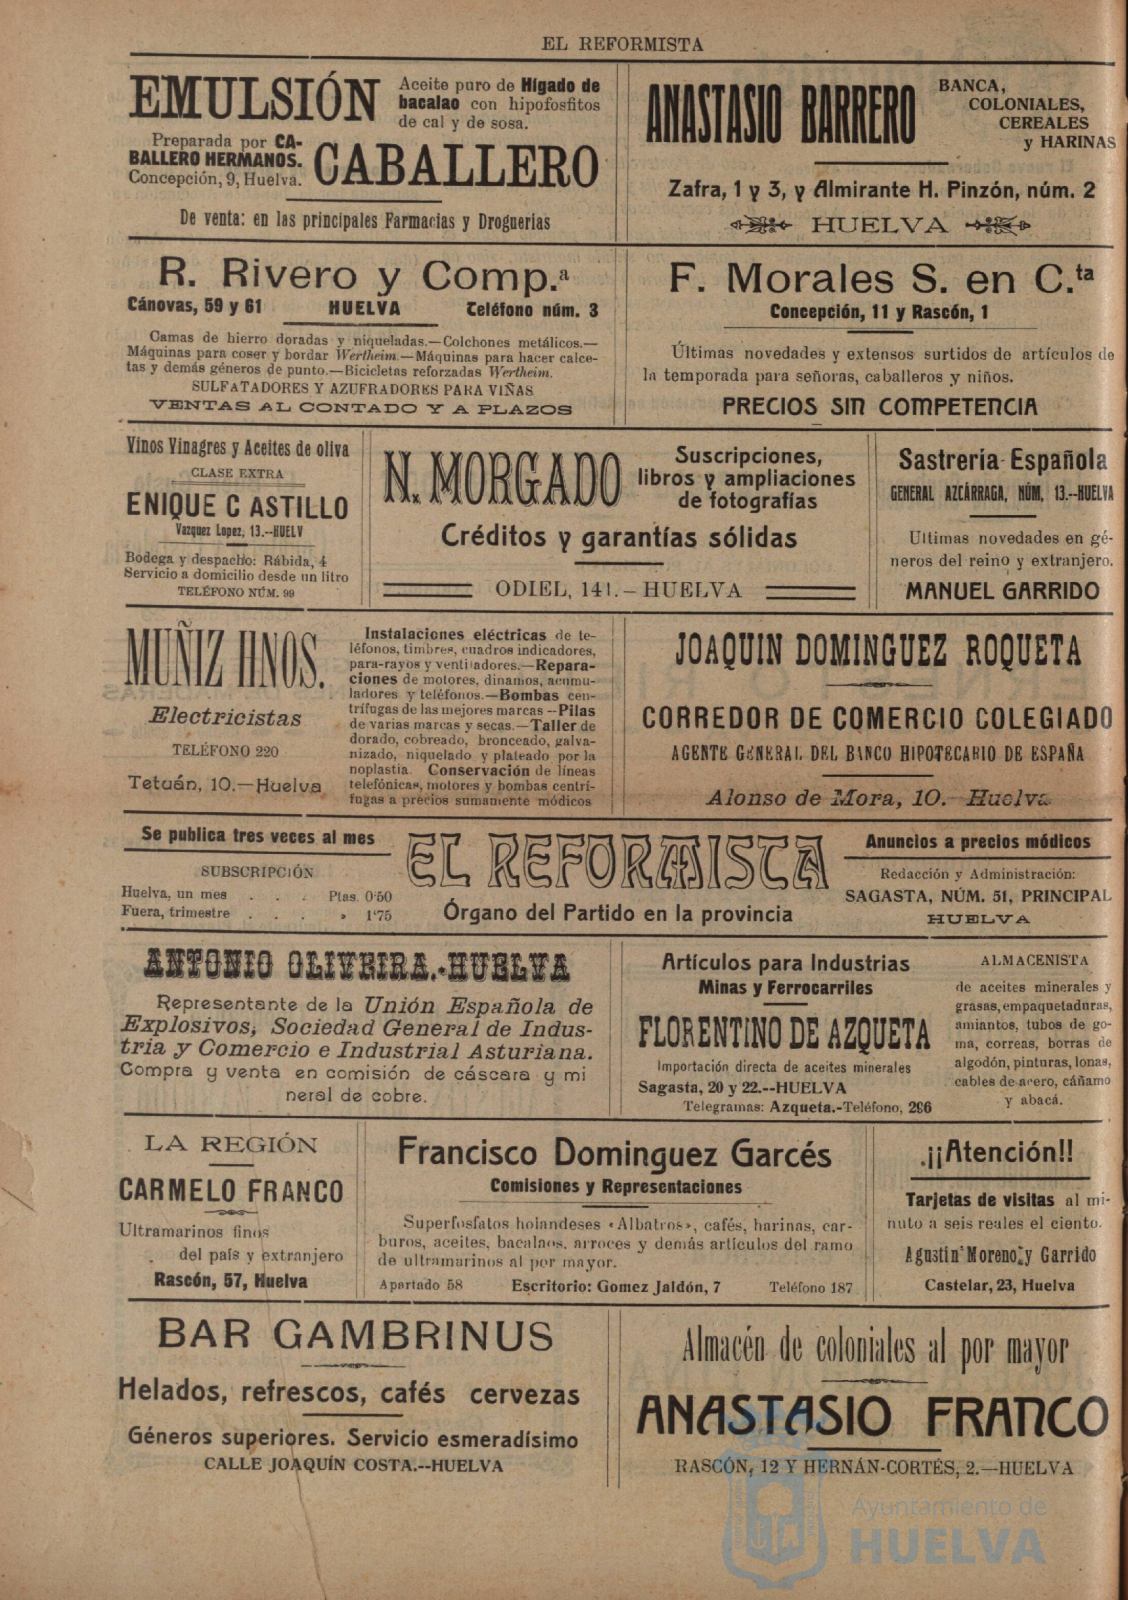 EL REFORMISTA
EMULSIÓN
Aceite puro de Hígado de
bacalao con hipofosfitos
de cal y de sosa.
Preparada por CA-
BALLERO HERMANOS.
Concepción, 9, Huelva.
CABALLERO
De venta: en las principales Farmacias y Droguerias
ANASTASIO BARRERO
BANCA,
COLONIALES,
CEREALES
y HARINAS
Zafra, 1 y 3, y Almirante H. Pinzón, núm. 2
HUELVA
R. Rivero y Comp.ª
Cánovas, 59 y 61 HUELVA Teléfono núm. 3
Camas de hierro doradas y niqueladas.—Colchones metálicos.—
Máquinas para coser y bordar Wertheim.—Máquinas para hacer calce-
tas y demás géneros de punto.—Bicicletas reforzadas Wertheim.
SULFATADORES Y AZUFRADORES PARA VIÑAS
VENTAS AL CONTADO Y A PLAZOS
F. Morales S. en C.ta
Concepción, 11 y Rascón, 1
Últimas novedades y extensos surtidos de artículos de
la temporada para señoras, caballeros y niños.
PRECIOS SIN COMPETENCIA
Vinos Vinagres y Aceites de oliva
CLASE EXTRA
ENIQUE C ASTILLO
Vazquez Lopez, 13.--HUELV
Bodega y despacho: Rábida, 4
Servicio a domicilio desde un litro
TELÉFONO NÚM. 99
N. MORGADO
Suscripciones,
libros y ampliaciones
de fotografías
Créditos y garantías sólidas
ODIEL, 141.—HUELVA
Sastrería Española
GENERAL AZCÁRRAGA, NÚM, 13.--HUELVA
Ultimas novedades en gé-
neros del reino y extranjero.
MANUEL GARRIDO
MUÑIZ HNOS.
Electricistas
TELÉFONO 220
Tetuán, 10.—Huelva
Instalaciones eléctricas de te-
léfonos, timbres, cuadros indicadores,
para-rayos y ventiladores.—Repara-
ciones de motores, dinamos, acumu-
ladores y teléfonos.—Bombas cen-
trífugas de las mejores marcas—Pilas
de varias marcas y secas.—Taller de
dorado, cobreado, bronceado, galva-
nizado, niquelado y plateado por la
noplastia. Conservación de líneas
telefónicas, motores y bombas centrí-
fugas a precios sumamente módicos
JOAQUIN DOMINGUEZ ROQUETA
CORREDOR DE COMERCIO COLEGIADO
AGENTE GENERAL DEL BANCO HIPOTECARIO DE ESPAÑA
Alonso de Mora, 10.—Huelva
Se publica tres veces al mes
SUBSCRIPCIÓN
Huelva, un mes . . . Ptas. 0'50
Fuera, trimestre . . . » 1'75
EL REFORMISTA
Órgano del Partido en la provincia
Anuncios a precios módicos
Redacción y Administración:
SAGASTA, NÚM. 51, PRINCIPAL
HUELVA
ANTONIO OLIVEIRA.-HUELVA
Representante de la Unión Española de
Explosivos, Sociedad General de Indus-
tria y Comercio e Industrial Asturiana.
Compra y venta en comisión de cáscara y mi
neral de cobre.
Artículos para Industrias
Minas y Ferrocarriles
FLORENTINO DE AZQUETA
Importación directa de aceites minerales
Sagasta, 20 y 22.--HUELVA
Telegramas: Azqueta.-Teléfono, 286
ALMACENISTA
de aceites minerales y
grasas, empaquetaduras,
amiantos, tubos de go-
ma, correas, borras de
algodón, pinturas, lonas,
cables de acero, cáñamo
y abacá.
LA REGIÓN
CARMELO FRANCO
Ultramarinos finos
del país y extranjero
Rascón, 57, Huelva
Francisco Dominguez Garcés
Comisiones y Representaciones
Superfosfatos holandeses «Albatros», cafés, harinas, car-
buros, aceites, bacalaos, arroces y demás artículos del ramo
de ultramarinos al por mayor.
Apartado 58 Escritorio: Gomez Jaldón, 7 Teléfono 187
¡¡Atención!!
Tarjetas de visitas al mi-
nuto a seis reales el ciento.
Agustin Moreno y Garrido
Castelar, 23, Huelva
BAR GAMBRINUS
Helados, refrescos, cafés cervezas
Géneros superiores. Servicio esmeradísimo
CALLE JOAQUÍN COSTA.--HUELVA
Almacén de coloniales al por mayor
ANASTASIO FRANCO
RASCÓN, 12 Y HERNÁN-CORTÉS, 2.—HUELVA
Ayuntamiento de
HUELVA